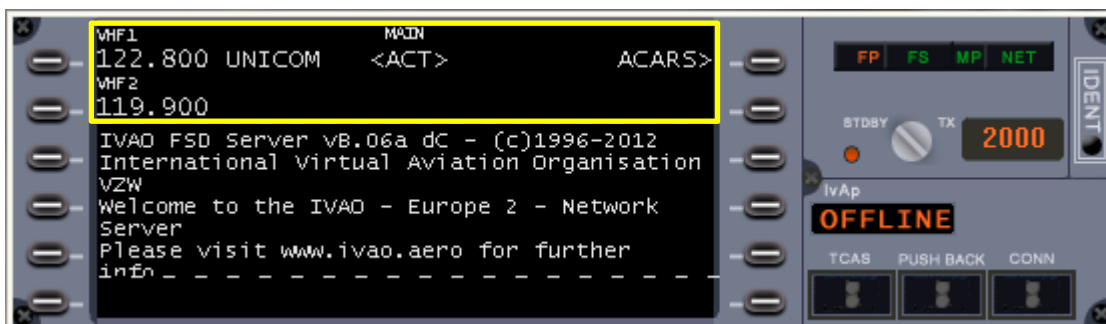 VHF1 MAIN
122.800 UNICOM <ACT> ACARS>
VHF2
119.900
IVAO FSD Server vB.06a dC - (c)1996-2012
International Virtual Aviation Organisation
VZW
Welcome to the IVAO - Europe 2 - Network
Server
Please visit www.ivao.aero for further
info
FP FS MP NET
IDENT
STDBY TX 2000
IvAp
OFFLINE
TCAS PUSH BACK CONN